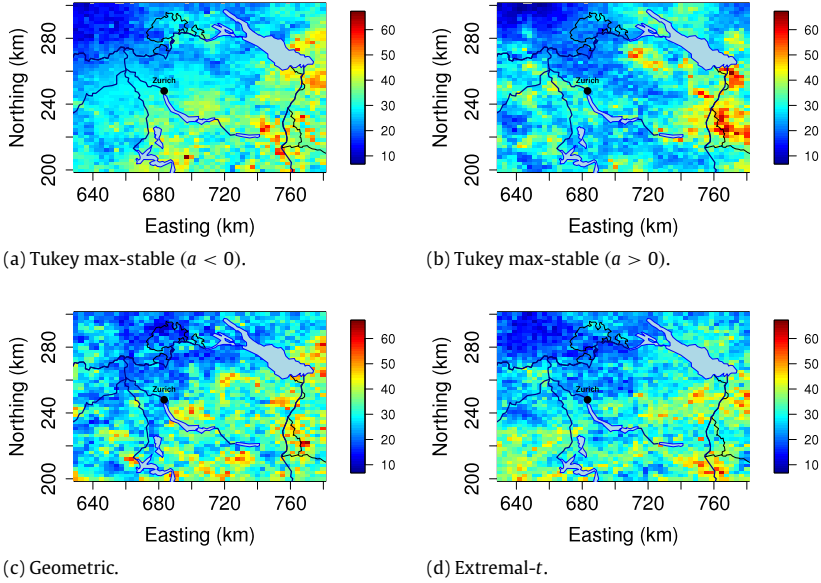 200 240 280
Northing (km)
Zurich
60
50
40
30
20
10
640 680 720 760
Easting (km)
(a) Tukey max-stable (a < 0).
200 240 280
Northing (km)
Zurich
60
50
40
30
20
10
640 680 720 760
Easting (km)
(b) Tukey max-stable (a > 0).
200 240 280
Northing (km)
Zurich
60
50
40
30
20
10
640 680 720 760
Easting (km)
(c) Geometric.
200 240 280
Northing (km)
Zurich
60
50
40
30
20
10
640 680 720 760
Easting (km)
(d) Extremal-t.